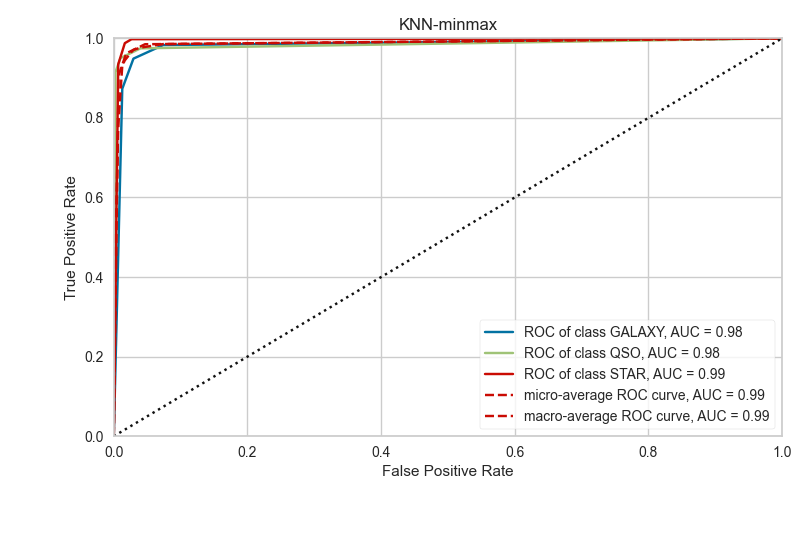 KNN-minmax
1.0
0.8
0.6
0.4
0.2
0.0
True Positive Rate
ROC of class GALAXY, AUC = 0.98
ROC of class QSO, AUC = 0.98
ROC of class STAR, AUC = 0.99
micro-average ROC curve, AUC = 0.99
macro-average ROC curve, AUC = 0.99
0.0 0.2 0.4 0.6 0.8 1.0
False Positive Rate